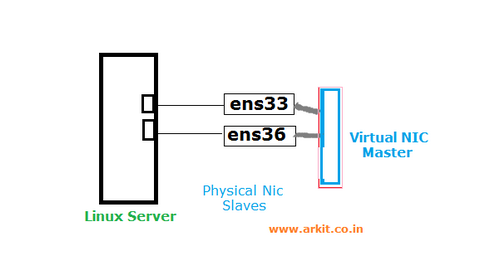 ens33
ens36
Virtual NIC
Master
Physical Nic
Slaves
Linux Server
www.arkit.co.in